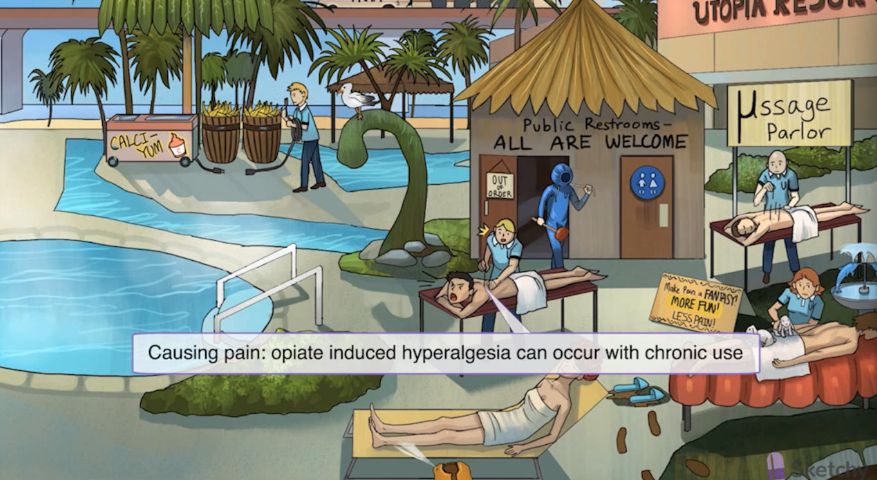 UTOPIA RESOR
μssage
Parlor
Public Restrooms-
ALL ARE WELCOME
CALCI-
YUM
OUT
OF
ORDER
Make Pain a FANTASY!
MORE FUN!
LESS PAIN!
Causing pain: opiate induced hyperalgesia can occur with chronic use
Sketchy